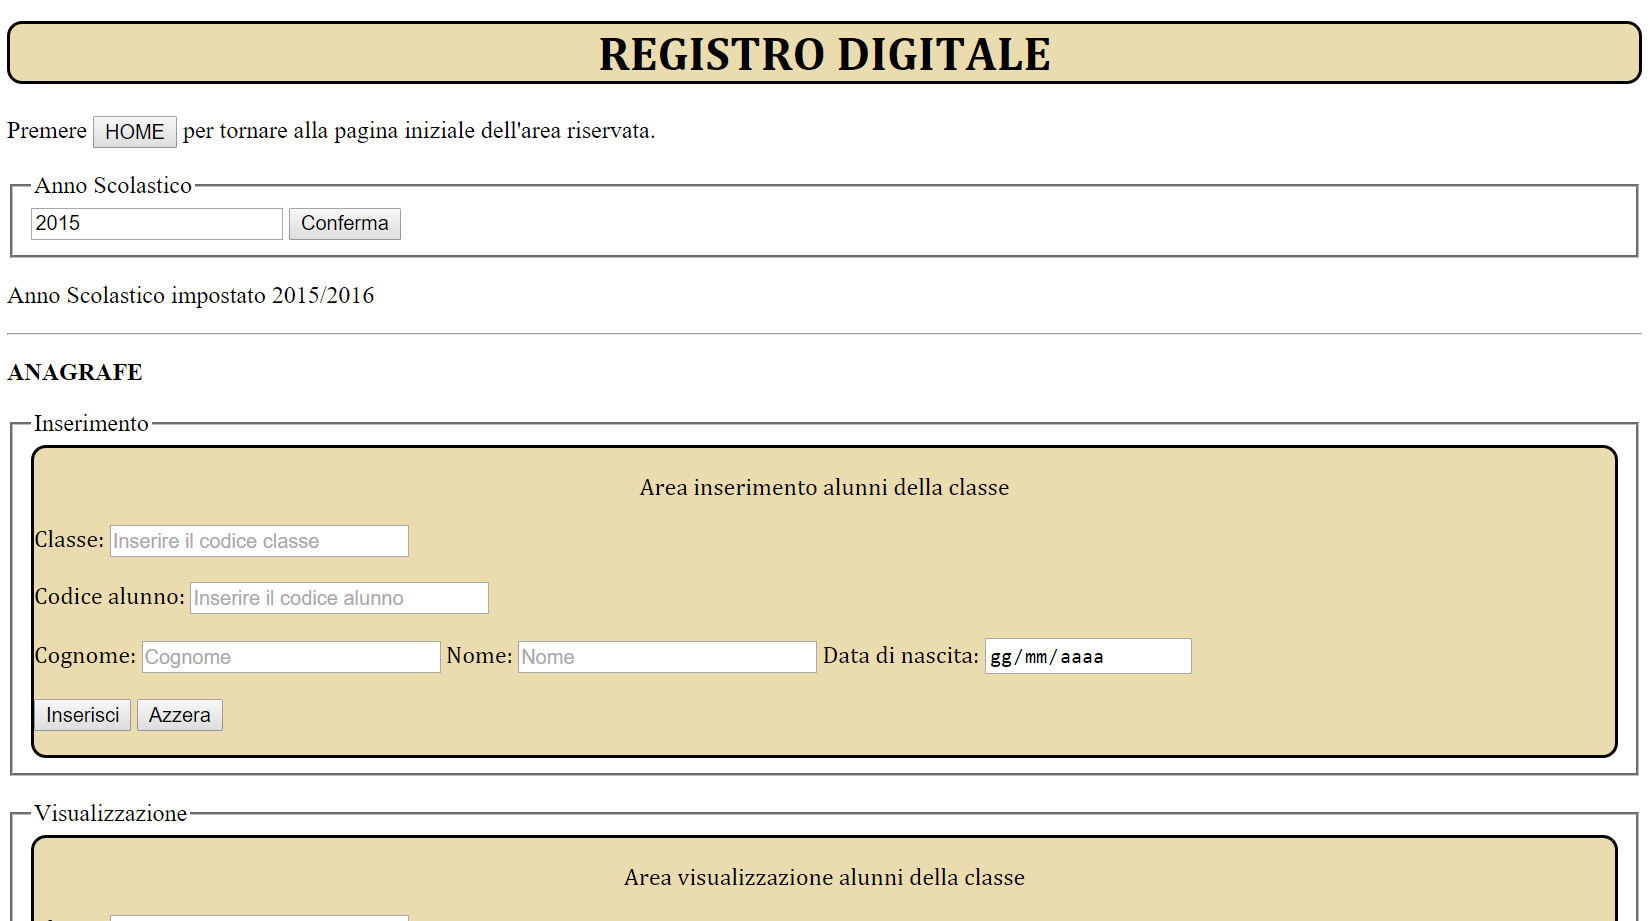 REGISTRO DIGITALE
Premere HOME per tornare alla pagina iniziale dell'area riservata.
Anno Scolastico
2015 Conferma
Anno Scolastico impostato 2015/2016
ANAGRAFE
Inserimento
Area inserimento alunni della classe
Classe: Inserire il codice classe
Codice alunno: Inserire il codice alunno
Cognome: Cognome Nome: Nome Data di nascita: gg/mm/aaaa
Inserisci Azzera
Visualizzazione
Area visualizzazione alunni della classe